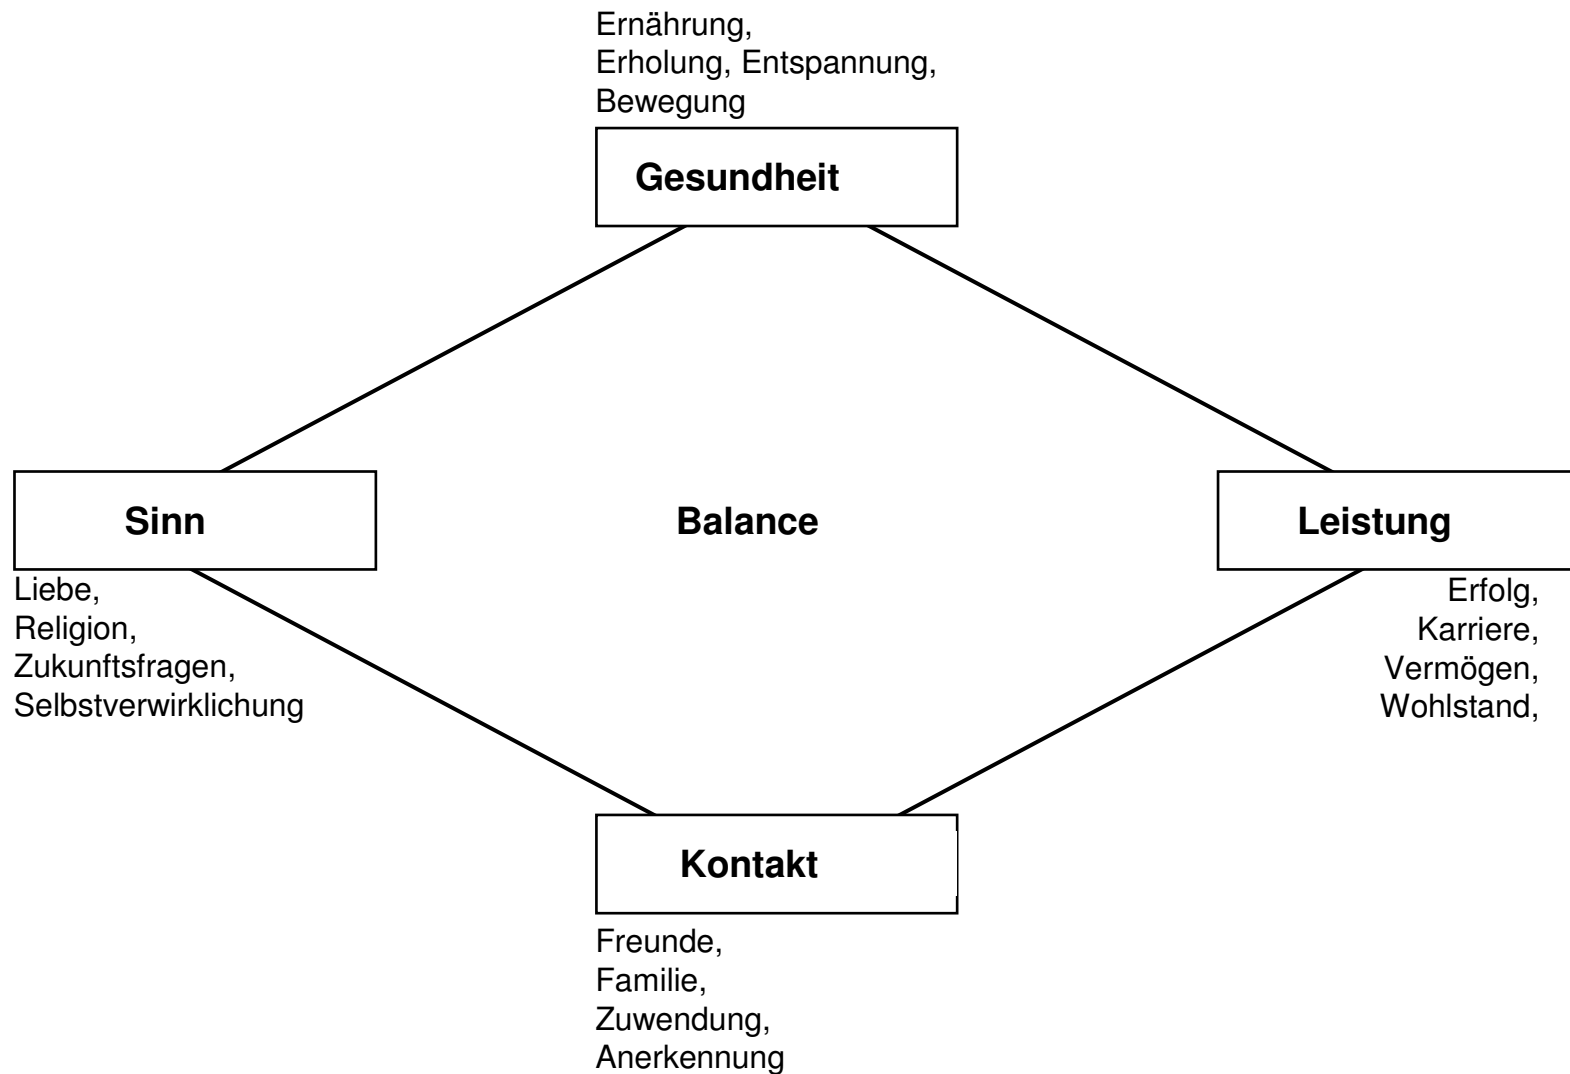 Ernährung,
Erholung, Entspannung,
Bewegung
Gesundheit
Sinn
Balance
Leistung
Liebe,
Religion,
Zukunftsfragen,
Selbstverwirklichung
Erfolg,
Karriere,
Vermögen,
Wohlstand,
Kontakt
Freunde,
Familie,
Zuwendung,
Anerkennung